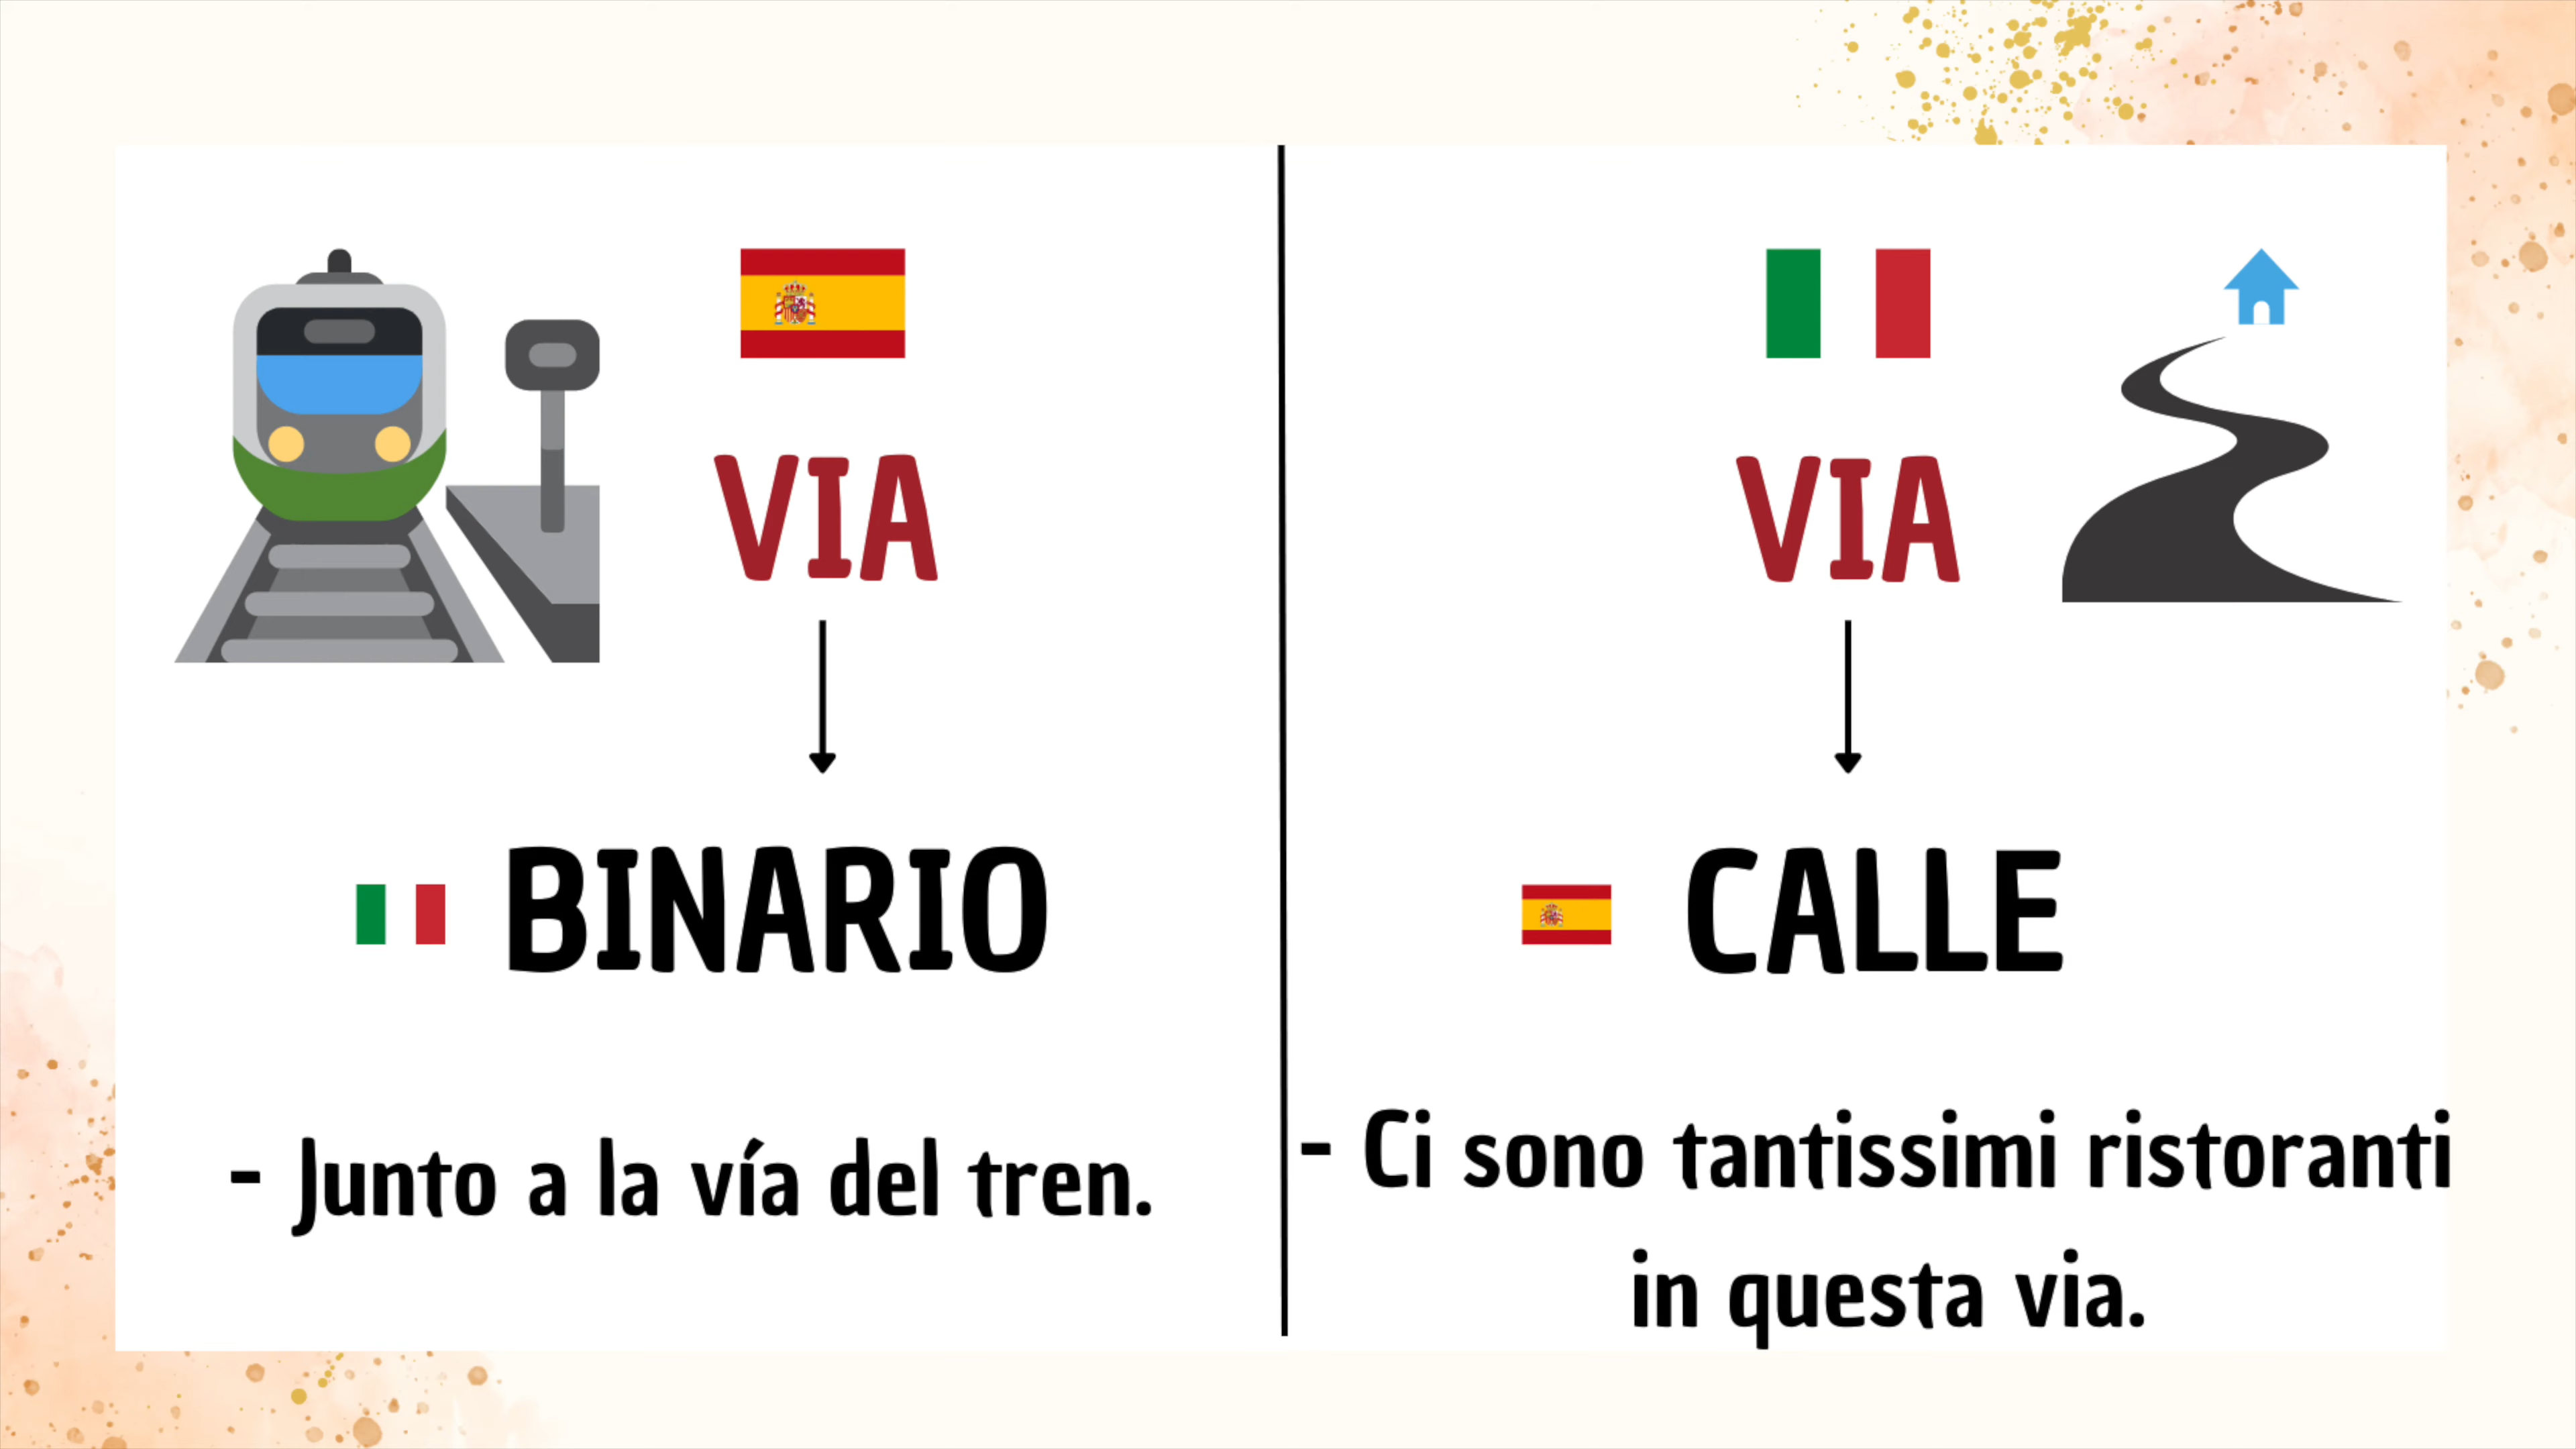 VIA
BINARIO
- Junto a la vía del tren.
VIA
CALLE
- Ci sono tantissimi ristoranti
in questa via.